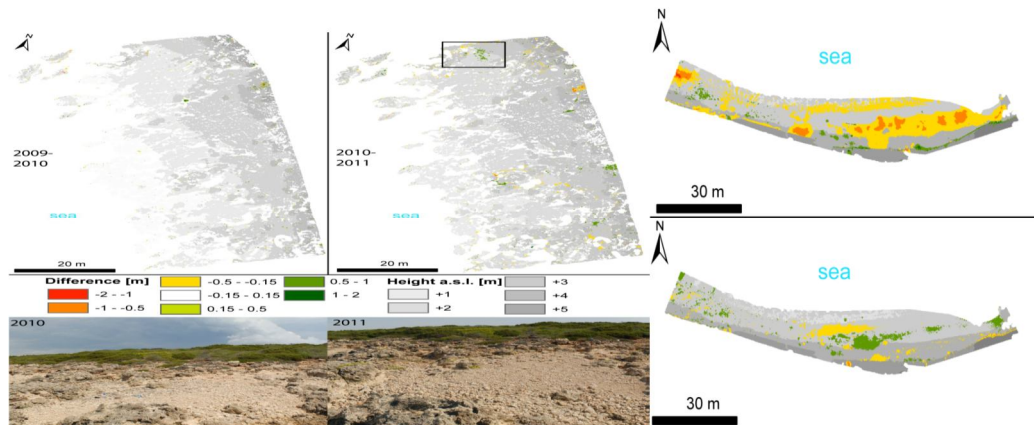 N
2009-
2010
sea
20 m
N
2010-
2011
sea
20 m
Difference [m]
-2 - -1
-1 - -0.5
-0.5 - -0.15
-0.15 - 0.15
0.15 - 0.5
0.5 - 1
1 - 2
Height a.s.l. [m]
+1
+2
+3
+4
+5
2010
2011
N
sea
30 m
N
sea
30 m